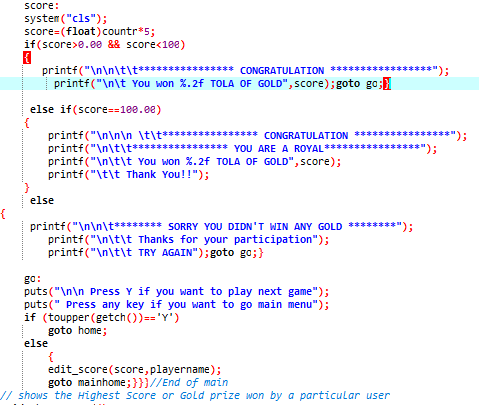 score:
system("cls");
score=(float)countr*5;
if(score>0.00 && score<100)
{
printf("\n\n\t\t**************** CONGRATULATION *****************");
printf("\n\t You won %.2f TOLA OF GOLD",score);goto go;}
else if(score==100.00)
{
printf("\n\n\n \t\t**************** CONGRATULATION ****************");
printf("\n\t\t**************** YOU ARE A ROYAL****************");
printf("\n\t\t You won %.2f TOLA OF GOLD",score);
printf("\t\t Thank You!!");
}
else
{
printf("\n\n\t******** SORRY YOU DIDN'T WIN ANY GOLD ********");
printf("\n\t\t Thanks for your participation");
printf("\n\t\t TRY AGAIN");goto go;}
go:
puts("\n\n Press Y if you want to play next game");
puts(" Press any key if you want to go main menu");
if (toupper(getch())=='Y')
goto home;
else
{
edit_score(score,playername);
goto mainhome;}}}//End of main
// shows the Highest Score or Gold prize won by a particular user